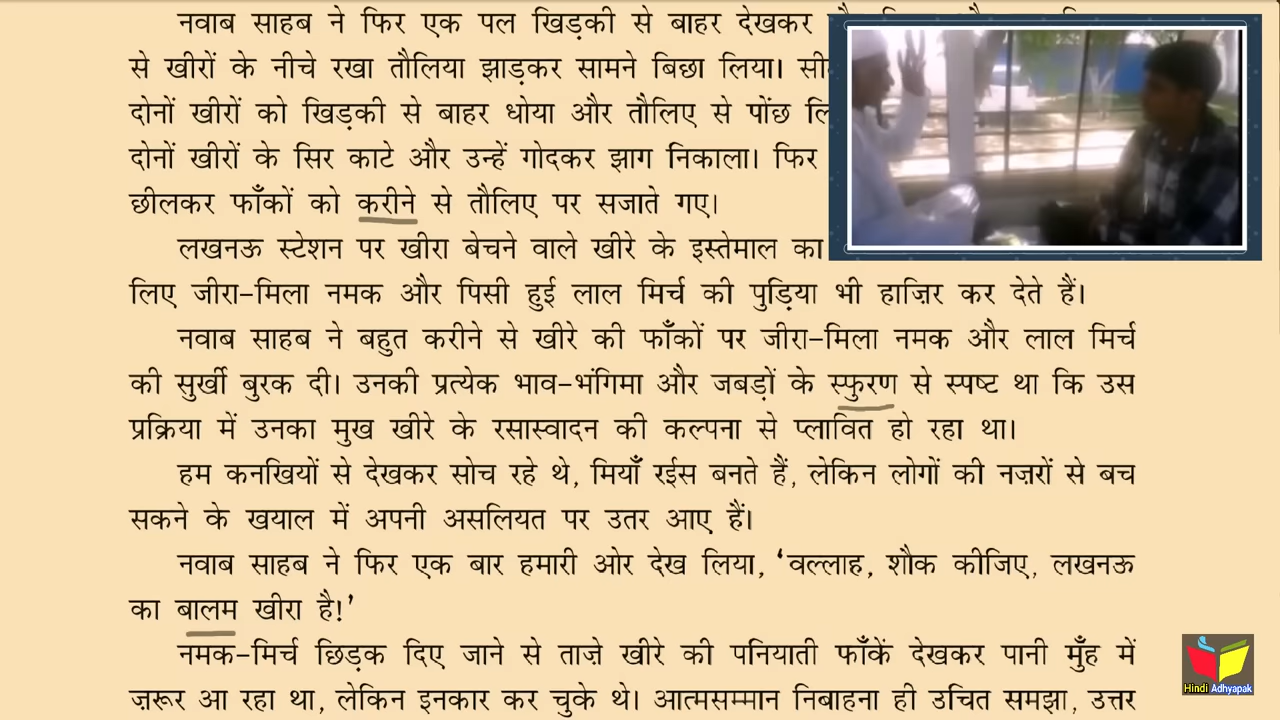 नवाब साहब ने फिर एक पल खिड़की से बाहर देखकर
से खीरों के नीचे रखा तौलिया झाड़कर सामने बिछा लिया।
दोनों खीरों को खिड़की से बाहर धोया और तौलिए से पोंछ
दोनों खीरों के सिर काटे और उन्हें गोदकर झाग निकाला। फिर
छीलकर फाँकों को करीने से तौलिए पर सजाते गए।
लखनऊ स्टेशन पर खीरा बेचने वाले खीरे के इस्तेमाल का
लिए जीरा-मिला नमक और पिसी हुई लाल मिर्च की पुड़िया भी हाज़िर कर देते हैं।
नवाब साहब ने बहुत करीने से खीरे की फाँकों पर जीरा-मिला नमक और लाल मिर्च
की सुर्खी बुरक दी। उनकी प्रत्येक भाव-भंगिमा और जबड़ों के स्फुरण से स्पष्ट था कि उस
प्रक्रिया में उनका मुख खीरे के रसास्वादन की कल्पना से प्लावित हो रहा था।
हम कनखियों से देखकर सोच रहे थे, मियाँ रईस बनते हैं, लेकिन लोगों की नज़रों से बच
सकने के खयाल में अपनी असलियत पर उतर आए हैं।
नवाब साहब ने फिर एक बार हमारी ओर देख लिया, ‘वल्लाह, शौक कीजिए, लखनऊ
का बालम खीरा है!’
नमक-मिर्च छिड़क दिए जाने से ताज़े खीरे की पनियाती फाँकें देखकर पानी मुँह में
ज़रूर आ रहा था, लेकिन इनकार कर चुके थे। आत्मसम्मान निबाहना ही उचित समझा, उत्तर
Hindi Adhyapak